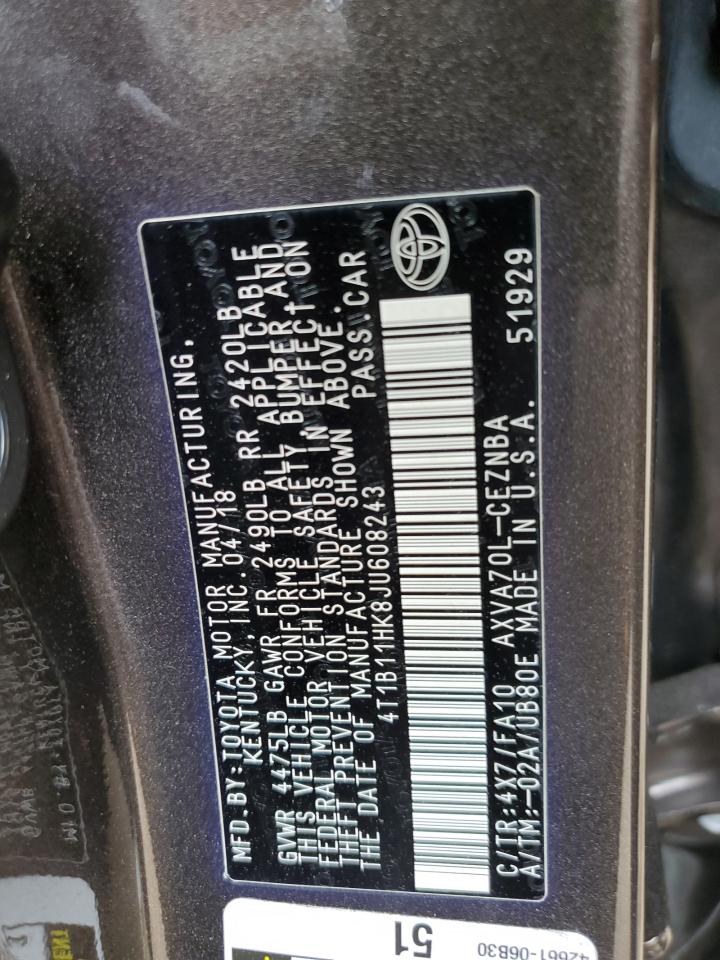 MFD.BY:TOYOTA MOTOR MANUFACTURING,
KENTUCKY, INC. 04/18
GVWR 4475LB GAWR FR 2490LB RR 2420LB
THIS VEHICLE CONFORMS TO ALL APPLICABLE
FEDERAL MOTOR VEHICLE SAFETY, BUMPER AND
THEFT PREVENTION STANDARDS IN EFFECT ON
THE DATE OF MANUFACTURE SHOWN ABOVE.
4T1B11HK8JU608243 PASS.CAR
C/TR:4X7/FA10 AXVA70L-CEZNBA 51929
A/TM:-02A/UB80E MADE IN U.S.A.
51
42661-06B30